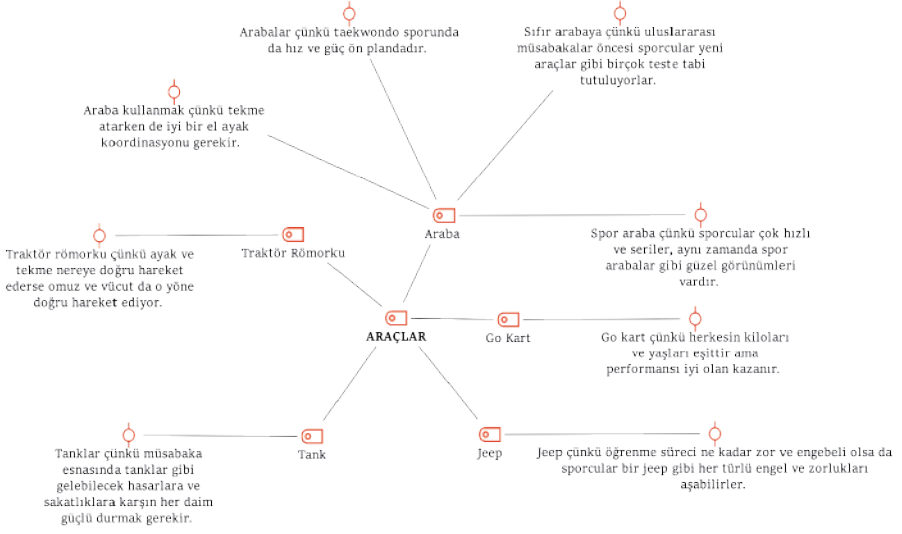 Arabalar çünkü taekwondo sporunda
da hız ve güç ön plandadır.
Sıfır arabaya çünkü uluslararası
müsabakalar öncesi sporcular yeni
araçlar gibi birçok teste tabi
tutuluyorlar.
Araba kullanmak çünkü tekme
atarken de iyi bir el ayak
koordinasyonu gerekir.
Araba
Spor araba çünkü sporcular çok hızlı
ve seriler, aynı zamanda spor
arabalar gibi güzel görünümleri
vardır.
Traktör Römorku
Traktör römorku çünkü ayak ve
tekme nereye doğru hareket
ederse omuz ve vücut da o yöne
doğru hareket ediyor.
ARAÇLAR
Go Kart
Go kart çünkü herkesin kiloları
ve yaşları eşittir ama
performansı iyi olan kazanır.
Tank
Tanklar çünkü müsabaka
esnasında tanklar gibi
gelebilecek hasarlara ve
sakatlıklara karşın her daim
güçlü durmak gerekir.
Jeep
Jeep çünkü öğrenme süreci ne kadar zor ve engebeli olsa da
sporcular bir jeep gibi her türlü engel ve zorlukları
aşabilirler.